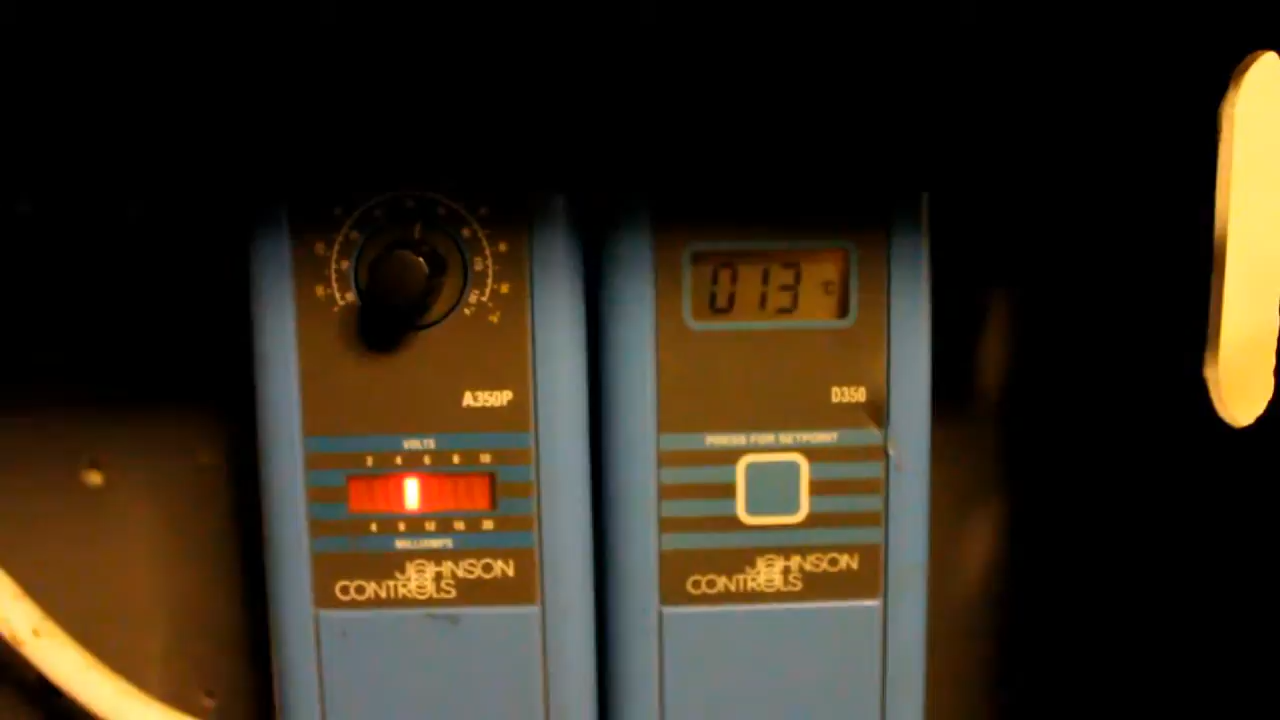 A350P
VOLTS
2 4 6 8 10
4 8 12 16 20
MILLIAMPS
JOHNSON
CONTROLS
013 °C
D350
PRESS FOR SETPOINT
JOHNSON
CONTROLS